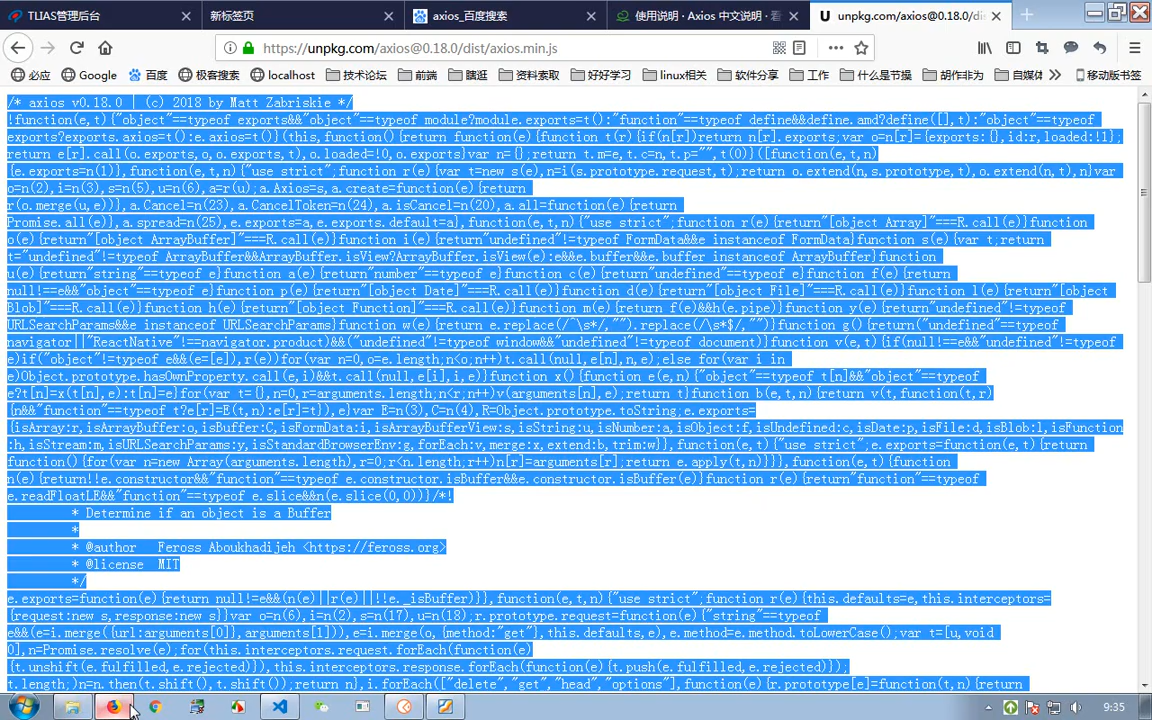 TLIAS管理后台
新标签页
axios_百度搜索
使用说明 · Axios 中文说明 · 看
unpkg.com/axios@0.18.0/di
https://unpkg.com/axios@0.18.0/dist/axios.min.js
必应 Google 百度 极客搜索 localhost 技术论坛 前端 瞎逛 资料索取 好好学习 linux相关 软件分享 工作 什么是节操 胡作非为 自媒体 移动版书签
/* axios v0.18.0 | (c) 2018 by Matt Zabriskie */
!function(e,t){"object"==typeof exports&&"object"==typeof module?module.exports=t():"function"==typeof define&&define.amd?define([],t):"object"==typeof
exports?exports.axios=t():e.axios=t()}(this,function(){return function(e){function t(r){if(n[r])return n[r].exports;var o=n[r]={exports:{},id:r,loaded:!1};
return e[r].call(o.exports,o,o.exports,t),o.loaded=!0,o.exports}var n={};return t.m=e,t.c=n,t.p="",t(0)}([function(e,t,n)
{e.exports=n(1)},function(e,t,n){"use strict";function r(e){var t=new s(e),n=i(s.prototype.request,t);return o.extend(n,s.prototype,t),o.extend(n,t),n}var
o=n(2),i=n(3),s=n(5),u=n(6),a=r(u);a.Axios=s,a.create=function(e){return
r(o.merge(u,e))},a.Cancel=n(23),a.CancelToken=n(24),a.isCancel=n(20),a.all=function(e){return
Promise.all(e)},a.spread=n(25),e.exports=a,e.exports.default=a},function(e,t,n){"use strict";function r(e){return"[object Array]"===R.call(e)}function
o(e){return"[object ArrayBuffer]"===R.call(e)}function i(e){return"undefined"!=typeof FormData&&e instanceof FormData}function s(e){var t;return
t="undefined"!=typeof ArrayBuffer&&ArrayBuffer.isView?ArrayBuffer.isView(e):e&&e.buffer&&e.buffer instanceof ArrayBuffer}function
u(e){return"string"==typeof e}function a(e){return"number"==typeof e}function c(e){return"undefined"==typeof e}function f(e){return
null!==e&&"object"==typeof e}function p(e){return"[object Date]"===R.call(e)}function d(e){return"[object File]"===R.call(e)}function l(e){return"[object
Blob]"===R.call(e)}function h(e){return"[object Function]"===R.call(e)}function m(e){return f(e)&&h(e.pipe)}function y(e){return"undefined"!=typeof
URLSearchParams&&e instanceof URLSearchParams}function w(e){return e.replace(/^\s*/,"").replace(/\s*$/,"")}function g(){return("undefined"==typeof
navigator||"ReactNative"!==navigator.product)&&("undefined"!=typeof window&&"undefined"!=typeof document)}function v(e,t){if(null!==e&&"undefined"!=typeof
e)if("object"!=typeof e&&(e=[e]),r(e))for(var n=0,o=e.length;n<o;n++)t.call(null,e[n],n,e);else for(var i in
e)Object.prototype.hasOwnProperty.call(e,i)&&t.call(null,e[i],i,e)}function x(){function e(e,n){"object"==typeof t[n]&&"object"==typeof
e?t[n]=x(t[n],e):t[n]=e}for(var t={},n=0,r=arguments.length;n<r;n++)v(arguments[n],e);return t}function b(e,t,n){return v(t,function(t,r)
{n&&"function"==typeof t?e[r]=E(t,n):e[r]=t}),e}var E=n(3),C=n(4),R=Object.prototype.toString;e.exports=
{isArray:r,isArrayBuffer:o,isBuffer:C,isFormData:i,isArrayBufferView:s,isString:u,isNumber:a,isObject:f,isUndefined:c,isDate:p,isFile:d,isBlob:l,isFunction
:h,isStream:m,isURLSearchParams:y,isStandardBrowserEnv:g,forEach:v,merge:x,extend:b,trim:w}},function(e,t){"use strict";e.exports=function(e,t){return
function(){for(var n=new Array(arguments.length),r=0;r<n.length;r++)n[r]=arguments[r];return e.apply(t,n)}}},function(e,t){function
n(e){return!!e.constructor&&"function"==typeof e.constructor.isBuffer&&e.constructor.isBuffer(e)}function r(e){return"function"==typeof
e.readFloatLE&&"function"==typeof e.slice&&n(e.slice(0,0))}/*!
* Determine if an object is a Buffer
*
* @author   Feross Aboukhadijeh <https://feross.org>
* @license  MIT
*/
e.exports=function(e){return null!=e&&(n(e)||r(e)||!!e._isBuffer)}},function(e,t,n){"use strict";function r(e){this.defaults=e,this.interceptors=
{request:new s,response:new s}}var o=n(6),i=n(2),s=n(17),u=n(18);r.prototype.request=function(e){"string"==typeof
e&&(e=i.merge({url:arguments[0]},arguments[1])),e=i.merge(o,{method:"get"},this.defaults,e),e.method=e.method.toLowerCase();var t=[u,void
0],n=Promise.resolve(e);for(this.interceptors.request.forEach(function(e)
{t.unshift(e.fulfilled,e.rejected)}),this.interceptors.response.forEach(function(e){t.push(e.fulfilled,e.rejected)});
t.length;)n=n.then(t.shift(),t.shift());return n},i.forEach(["delete","get","head","options"],function(e){r.prototype[e]=function(t,n){return
9:35